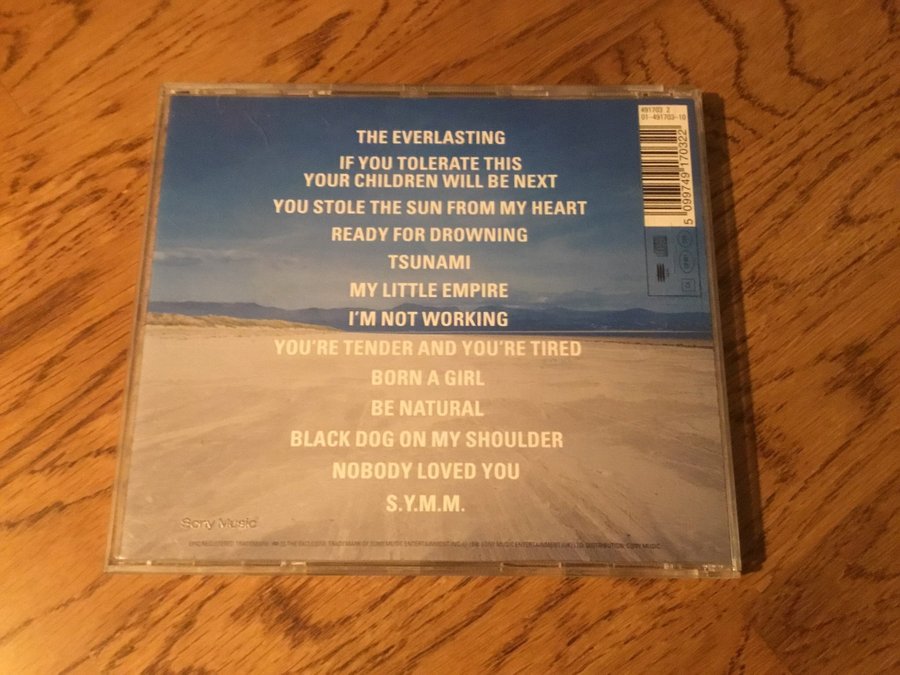 491703 2
01-491703-10
5 099749 170322
THE EVERLASTING
IF YOU TOLERATE THIS
YOUR CHILDREN WILL BE NEXT
YOU STOLE THE SUN FROM MY HEART
READY FOR DROWNING
TSUNAMI
MY LITTLE EMPIRE
I'M NOT WORKING
YOU'RE TENDER AND YOU'RE TIRED
BORN A GIRL
BE NATURAL
BLACK DOG ON MY SHOULDER
NOBODY LOVED YOU
S.Y.M.M.
Sony Music